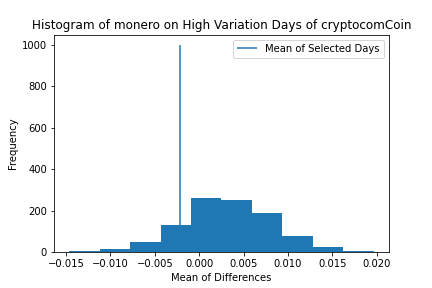 Histogram of monero on High Variation Days of cryptocomCoin
Mean of Selected Days
1000
800
600
400
200
0
Frequency
−0.015 −0.010 −0.005 0.000 0.005 0.010 0.015 0.020
Mean of Differences